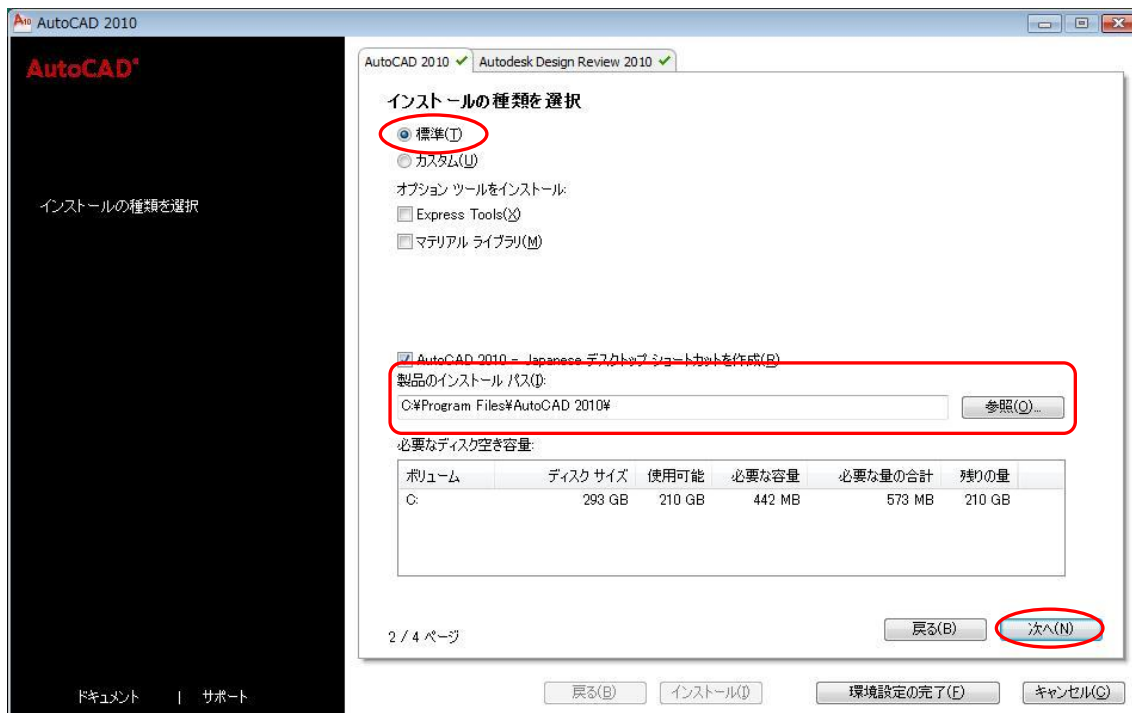 AutoCAD 2010
AutoCAD
AutoCAD 2010 Autodesk Design Review 2010
インストールの種類を選択
インストールの種類を選択
標準(T)
カスタム(U)
オプション ツールをインストール:
Express Tools(X)
マテリアル ライブラリ(M)
AutoCAD 2010 - Japanese デスクトップ ショートカットを作成(R)
製品のインストール パス(I):
C:¥Program Files¥AutoCAD 2010¥
参照(O)...
必要なディスク空き容量:
ボリューム ディスク サイズ 使用可能 必要な容量 必要な量の合計 残りの量
C: 293 GB 210 GB 442 MB 573 MB 210 GB
2 / 4 ページ
戻る(B) 次へ(N)
ドキュメント | サポート
戻る(B) インストール(I) 環境設定の完了(F) キャンセル(C)